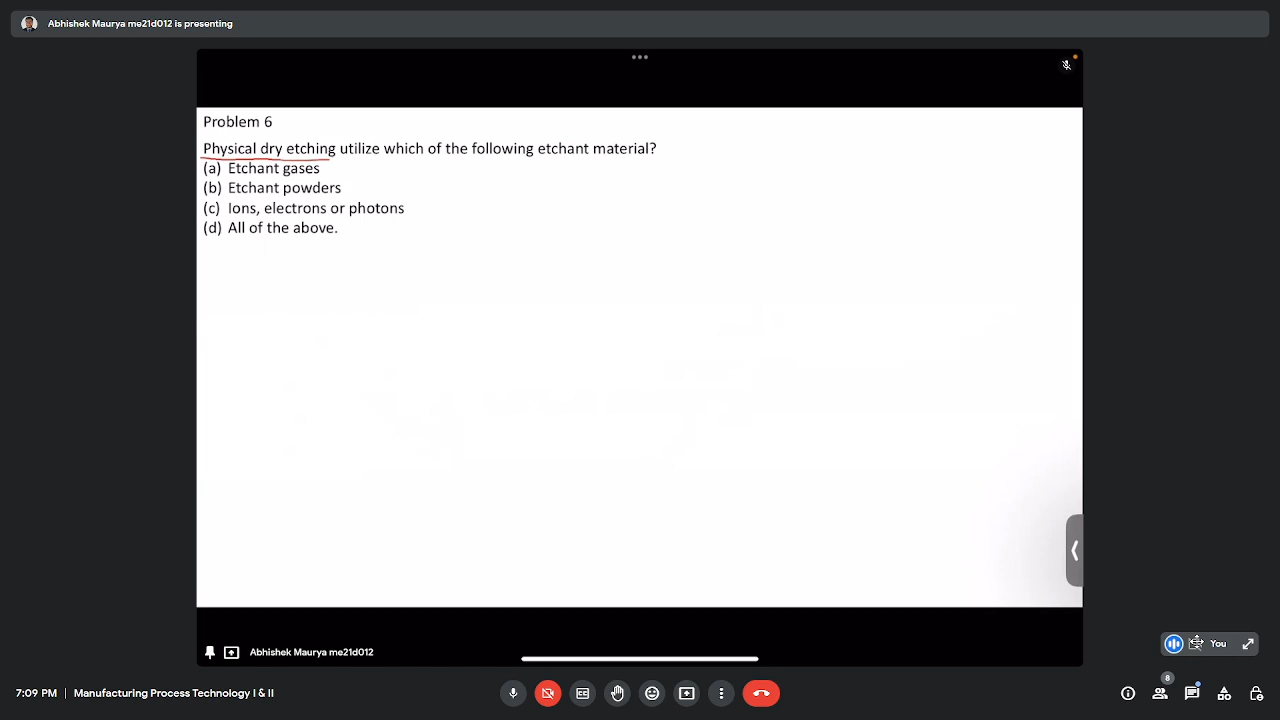 Abhishek Maurya me21d012 is presenting
Problem 6
Physical dry etching utilize which of the following etchant material?
(a) Etchant gases
(b) Etchant powders
(c) Ions, electrons or photons
(d) All of the above.
You
Abhishek Maurya me21d012
8
7:09 PM | Manufacturing Process Technology I & II